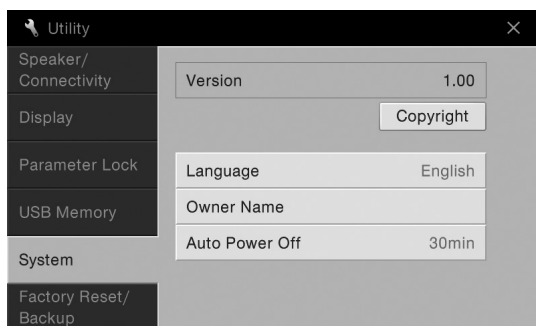 Utility
Speaker/
Connectivity
Display
Parameter Lock
USB Memory
System
Factory Reset/
Backup
Version 1.00
Copyright
Language English
Owner Name
Auto Power Off 30min